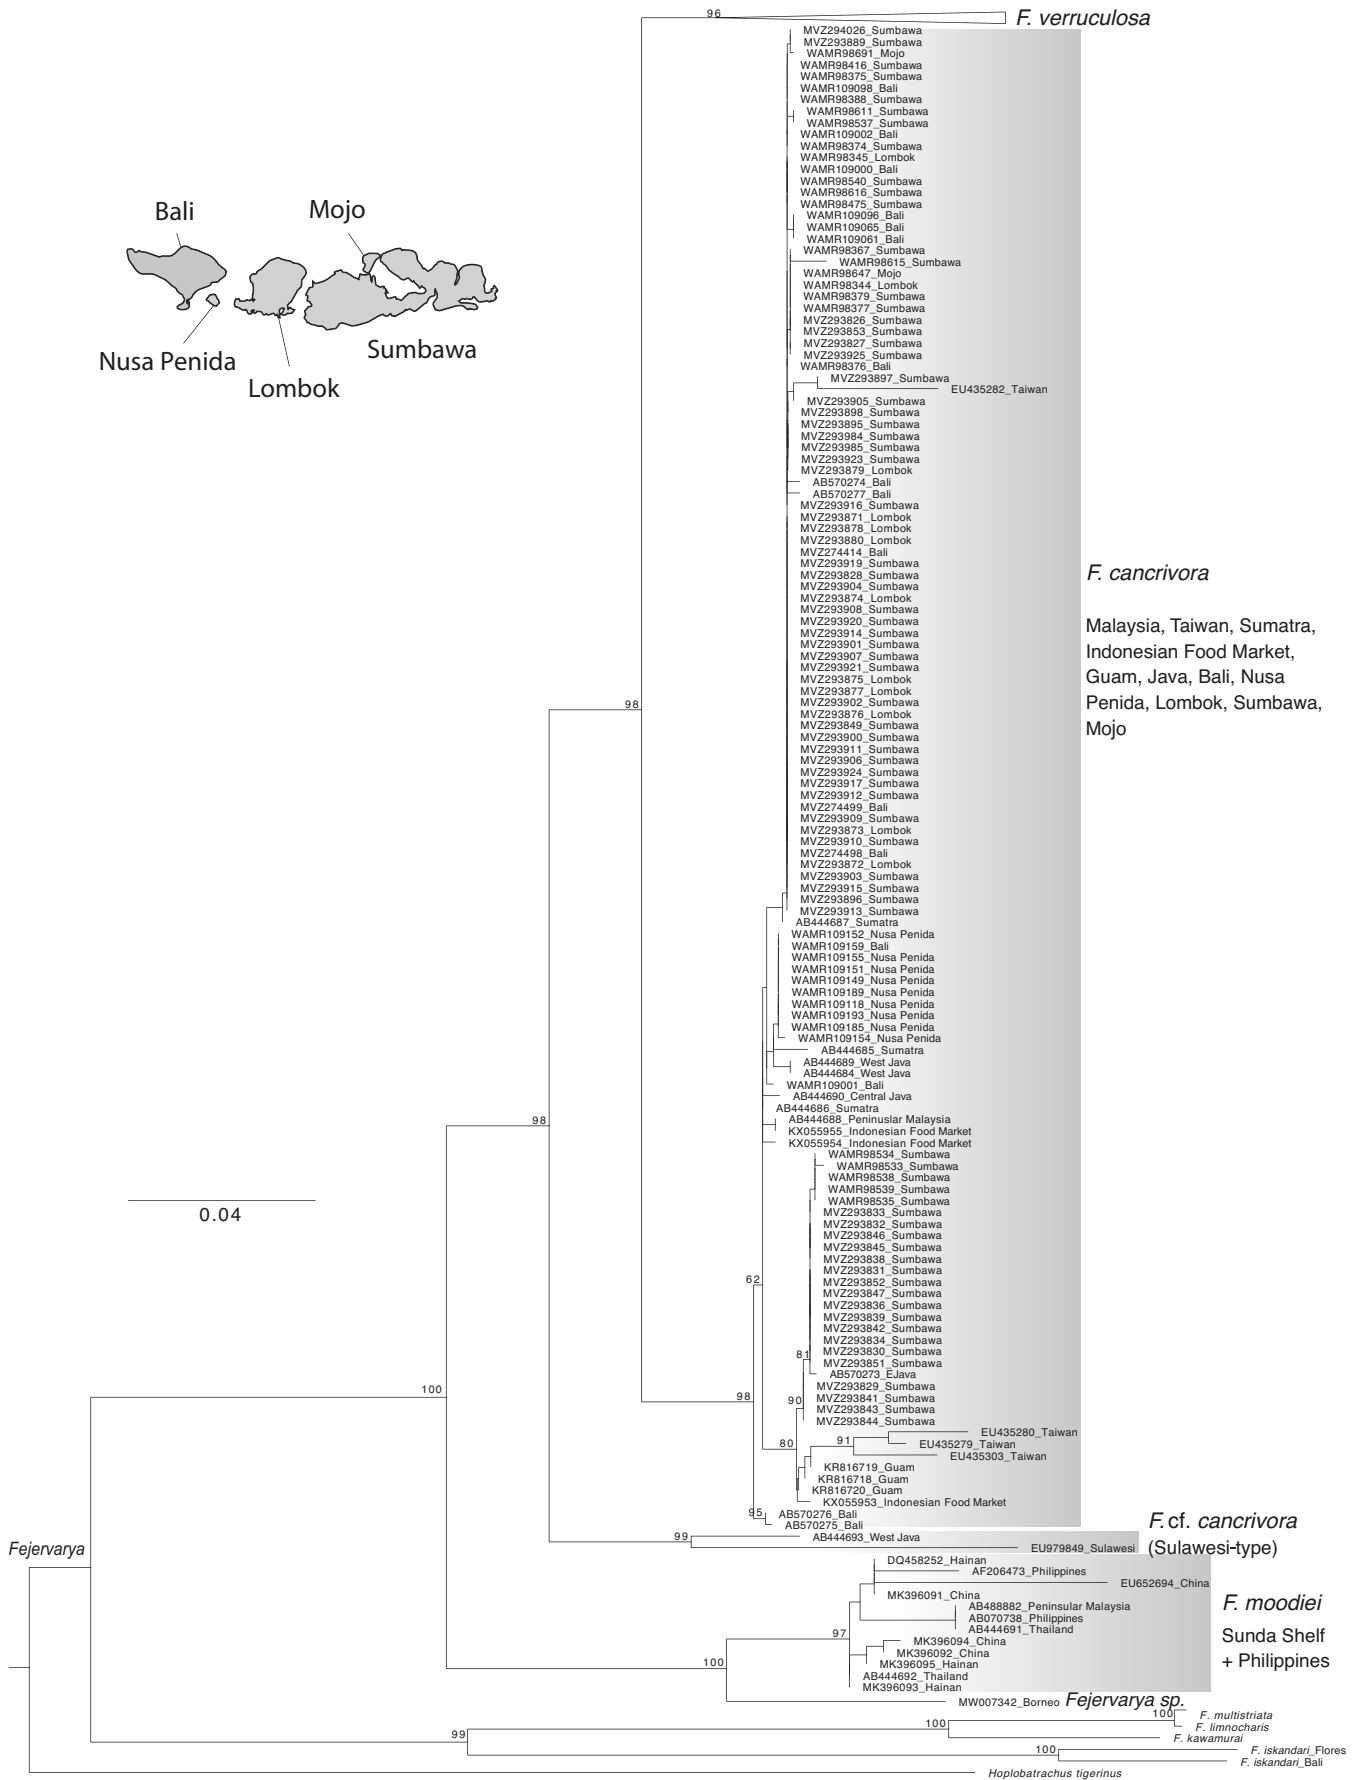 96
F. verruculosa
MVZ294026_Sumbawa
MVZ293889_Sumbawa
WAMR98691_Mojo
WAMR98416_Sumbawa
WAMR98375_Sumbawa
WAMR109098_Bali
WAMR98388_Sumbawa
WAMR98611_Sumbawa
WAMR98537_Sumbawa
WAMR109002_Bali
WAMR98374_Sumbawa
WAMR98345_Lombok
WAMR109000_Bali
WAMR98540_Sumbawa
WAMR98616_Sumbawa
WAMR98475_Sumbawa
WAMR109096_Bali
WAMR109065_Bali
WAMR109061_Bali
WAMR98367_Sumbawa
WAMR98615_Sumbawa
WAMR98647_Mojo
WAMR98344_Lombok
WAMR98379_Sumbawa
WAMR98377_Sumbawa
MVZ293826_Sumbawa
MVZ293853_Sumbawa
MVZ293827_Sumbawa
MVZ293925_Sumbawa
WAMR98376_Bali
MVZ293897_Sumbawa
EU435282_Taiwan
MVZ293905_Sumbawa
MVZ293898_Sumbawa
MVZ293895_Sumbawa
MVZ293984_Sumbawa
MVZ293985_Sumbawa
MVZ293923_Sumbawa
MVZ293879_Lombok
AB570274_Bali
AB570277_Bali
MVZ293916_Sumbawa
MVZ293871_Lombok
MVZ293878_Lombok
MVZ293880_Lombok
MVZ274414_Bali
MVZ293919_Sumbawa
MVZ293828_Sumbawa
MVZ293904_Sumbawa
MVZ293874_Lombok
MVZ293908_Sumbawa
MVZ293920_Sumbawa
MVZ293914_Sumbawa
MVZ293901_Sumbawa
MVZ293907_Sumbawa
MVZ293921_Sumbawa
MVZ293875_Lombok
MVZ293877_Lombok
MVZ293902_Sumbawa
MVZ293876_Lombok
MVZ293849_Sumbawa
MVZ293900_Sumbawa
MVZ293911_Sumbawa
MVZ293906_Sumbawa
MVZ293924_Sumbawa
MVZ293917_Sumbawa
MVZ293912_Sumbawa
MVZ274499_Bali
MVZ293909_Sumbawa
MVZ293873_Lombok
MVZ293910_Sumbawa
MVZ274498_Bali
MVZ293872_Lombok
MVZ293903_Sumbawa
MVZ293915_Sumbawa
MVZ293896_Sumbawa
MVZ293913_Sumbawa
AB444687_Sumatra
WAMR109152_Nusa Penida
WAMR109159_Bali
WAMR109155_Nusa Penida
WAMR109151_Nusa Penida
WAMR109149_Nusa Penida
WAMR109189_Nusa Penida
WAMR109118_Nusa Penida
WAMR109193_Nusa Penida
WAMR109185_Nusa Penida
WAMR109154_Nusa Penida
AB444685_Sumatra
AB444689_West Java
AB444684_West Java
WAMR109001_Bali
AB444690_Central Java
AB444686_Sumatra
AB444688_Peninuslar Malaysia
KX055955_Indonesian Food Market
KX055954_Indonesian Food Market
WAMR98534_Sumbawa
WAMR98533_Sumbawa
WAMR98538_Sumbawa
WAMR98539_Sumbawa
WAMR98535_Sumbawa
MVZ293833_Sumbawa
MVZ293832_Sumbawa
MVZ293846_Sumbawa
MVZ293845_Sumbawa
MVZ293838_Sumbawa
MVZ293831_Sumbawa
MVZ293852_Sumbawa
MVZ293847_Sumbawa
MVZ293836_Sumbawa
MVZ293839_Sumbawa
MVZ293842_Sumbawa
MVZ293834_Sumbawa
MVZ293830_Sumbawa
MVZ293851_Sumbawa
AB570273_EJava
MVZ293829_Sumbawa
MVZ293841_Sumbawa
MVZ293843_Sumbawa
MVZ293844_Sumbawa
EU435280_Taiwan
EU435279_Taiwan
EU435303_Taiwan
KR816719_Guam
KR816718_Guam
KR816720_Guam
KX055953_Indonesian Food Market
AB570276_Bali
AB570275_Bali
AB444693_West Java
EU979849_Sulawesi
DQ458252_Hainan
AF206473_Philippines
EU652694_China
MK396091_China
AB488882_Peninsular Malaysia
AB070738_Philippines
AB444691_Thailand
MK396094_China
MK396092_China
MK396095_Hainan
AB444692_Thailand
MK396093_Hainan
MW007342_Borneo
Fejervarya sp.
F. multistriata
F. limnocharis
F. kawamurai
F. iskandari_Flores
F. iskandari_Bali
Hoplobatrachus tigerinus
Bali
Mojo
Nusa Penida
Lombok
Sumbawa
F. cancrivora
Malaysia, Taiwan, Sumatra,
Indonesian Food Market,
Guam, Java, Bali, Nusa
Penida, Lombok, Sumbawa,
Mojo
98
98
0.04
62
81
100
98
90
91
80
95
99
F. cf. cancrivora
(Sulawesi-type)
Fejervarya
F. moodiei
Sunda Shelf
+ Philippines
97
100
100
100
99
100